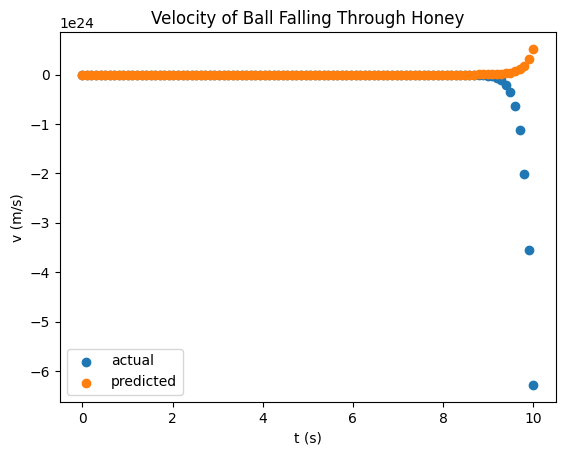 Velocity of Ball Falling Through Honey
1e24
0
−1
−2
−3
−4
−5
−6
v (m/s)
actual
predicted
0 2 4 6 8 10
t (s)